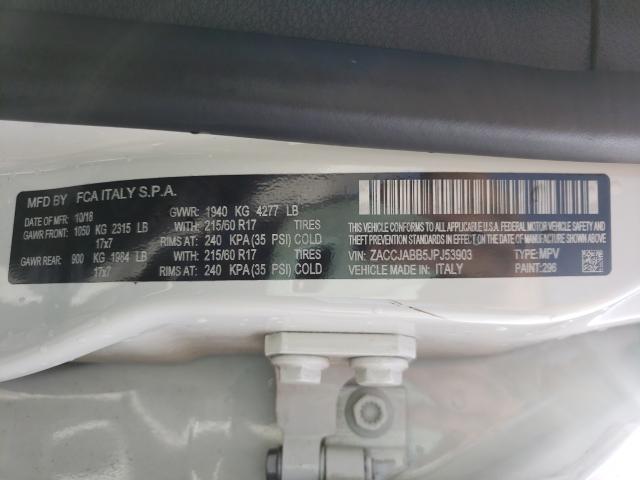 MFD BY FCA ITALY S.P.A.
DATE OF MFR: 10/18 GVWR: 1940 KG 4277 LB
GAWR FRONT: 1050 KG 2315 LB WITH: 215/60 R17 TIRES
17x7 RIMS AT: 240 KPA (35 PSI) COLD
GAWR REAR: 900 KG 1984 LB WITH: 215/60 R17 TIRES
17x7 RIMS AT: 240 KPA (35 PSI) COLD
THIS VEHICLE CONFORMS TO ALL APPLICABLE U.S.
FEDERAL MOTOR VEHICLE SAFETY, BUMPER AND
THEFT PREVENTION STANDARDS IN EFFECT ON THE
DATE OF MANUFACTURE SHOWN ABOVE.
VIN: ZACCJABB5JPJ53903 TYPE: MPV
VEHICLE MADE IN: ITALY PAINT: 296